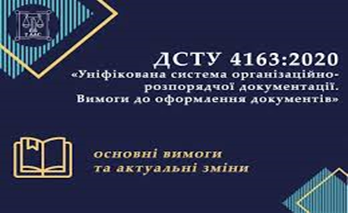 ДСТУ 4163:2020
«Уніфікована система організаційно-
розпорядчої документації.
Вимоги до оформлення документів»
основні вимоги
та актуальні зміни